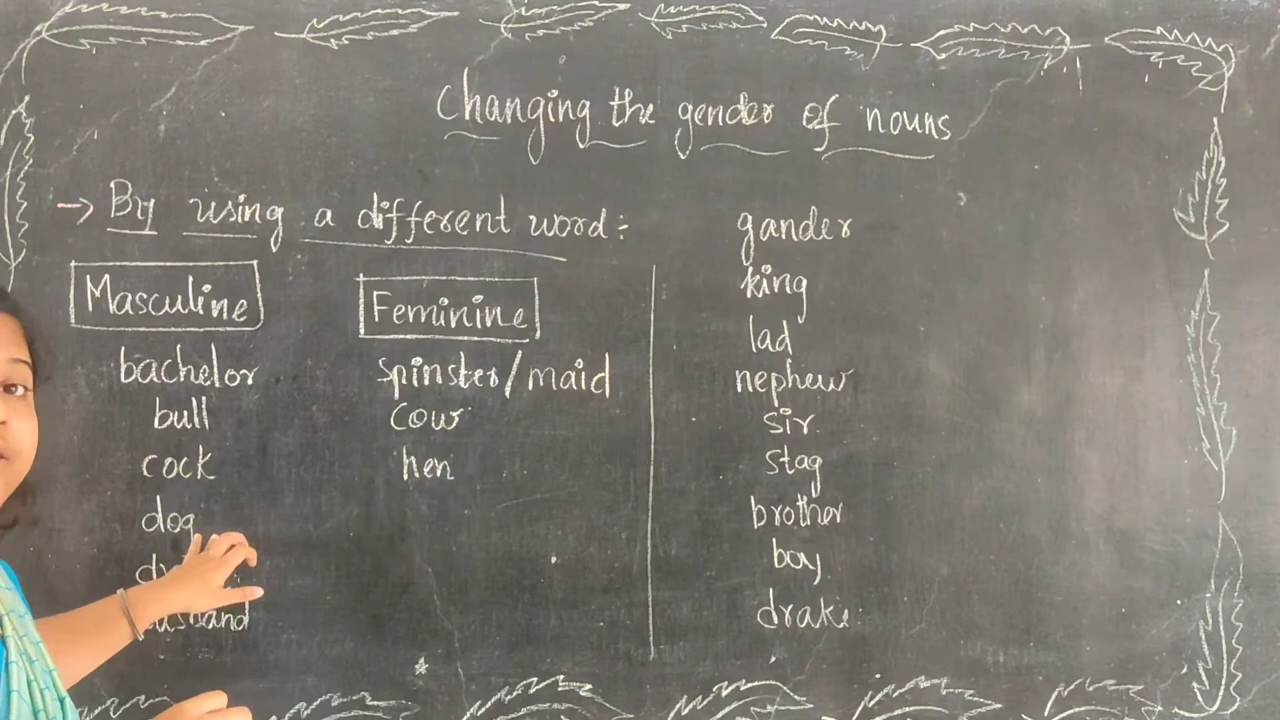 Changing the gender of nouns
→ By using a different word:
Masculine
Feminine
bachelor
spinster/maid
bull
cow
cock
hen
dog
husband
gander
king
lad
nephew
sir
stag
brother
boy
drake